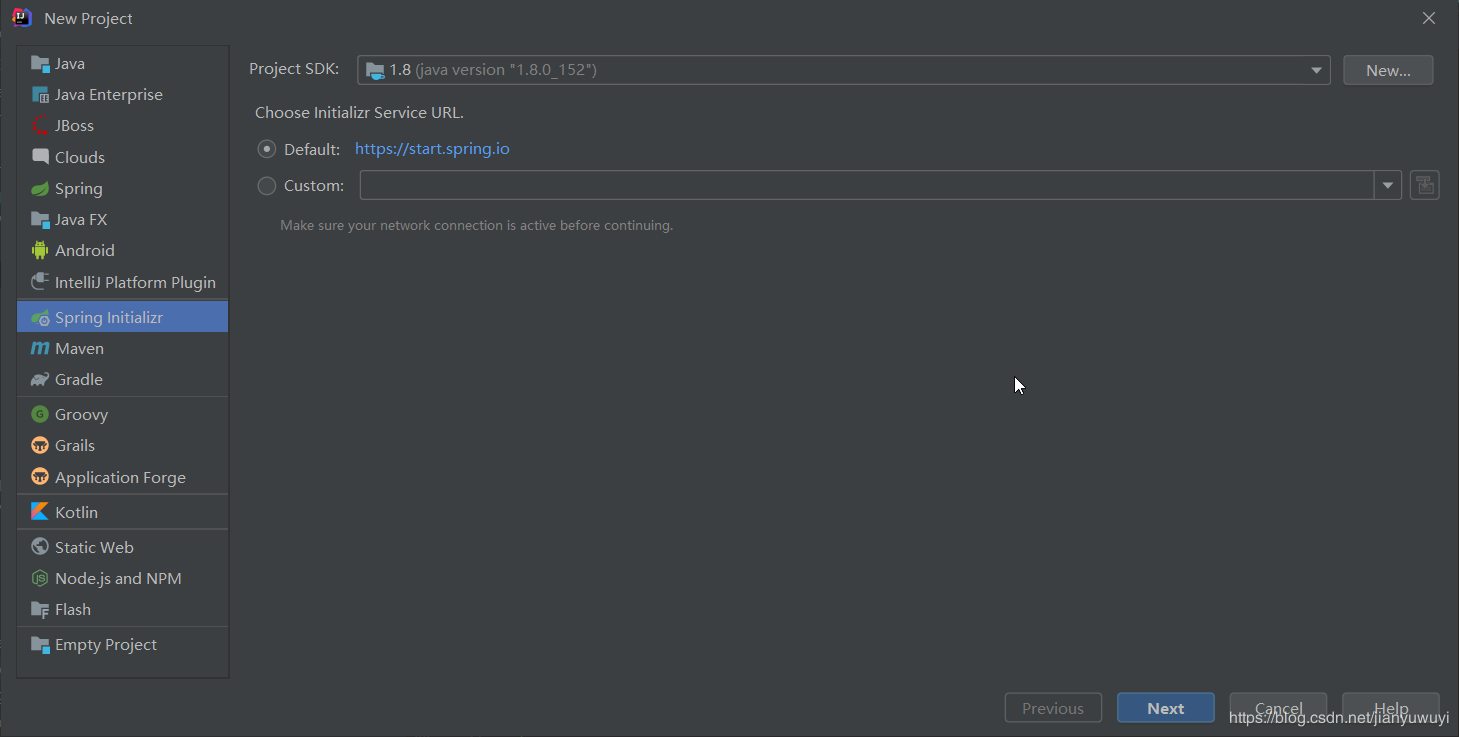 New Project
Java
Java Enterprise
JBoss
Clouds
Spring
Java FX
Android
IntelliJ Platform Plugin
Spring Initializr
Maven
Gradle
Groovy
Grails
Application Forge
Kotlin
Static Web
Node.js and NPM
Flash
Empty Project
Project SDK: 1.8 (java version "1.8.0_152") New...
Choose Initializr Service URL.
Default: https://start.spring.io
Custom:
Make sure your network connection is active before continuing.
Previous Next Cancel Help
https://blog.csdn.net/jianyuwuyi